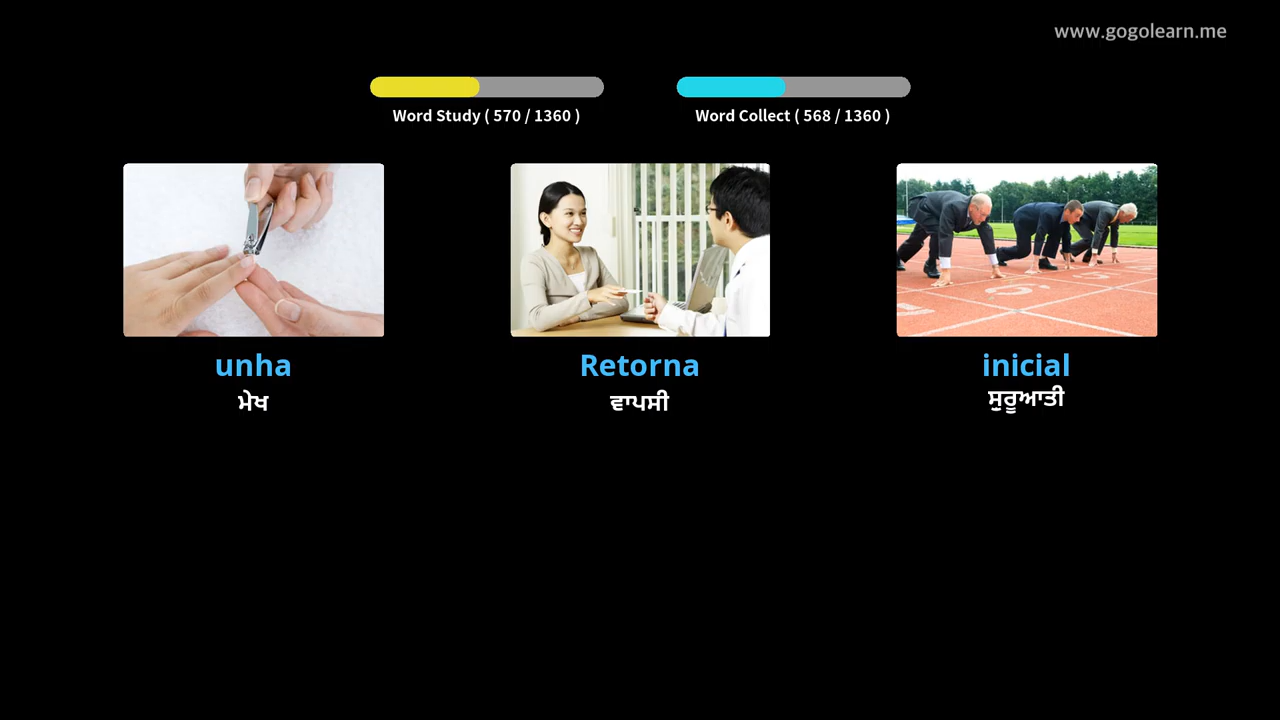 www.gogolearn.me
Word Study ( 570 / 1360 )
Word Collect ( 568 / 1360 )
unha
Retorna
inicial
ਮੇਖ
ਵਾਪਸੀ
ਸ਼ੁਰੂਆਤੀ